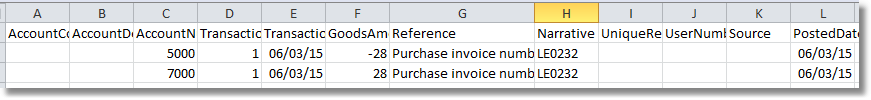 A B C D E F G H I J K L
AccountCo AccountDe AccountN Transactic Transactic GoodsAm Reference Narrative UniqueRe UserNumb Source PostedDate
5000 1 06/03/15 -28 Purchase invoice numb LE0232 06/03/15
7000 1 06/03/15 28 Purchase invoice numb LE0232 06/03/15